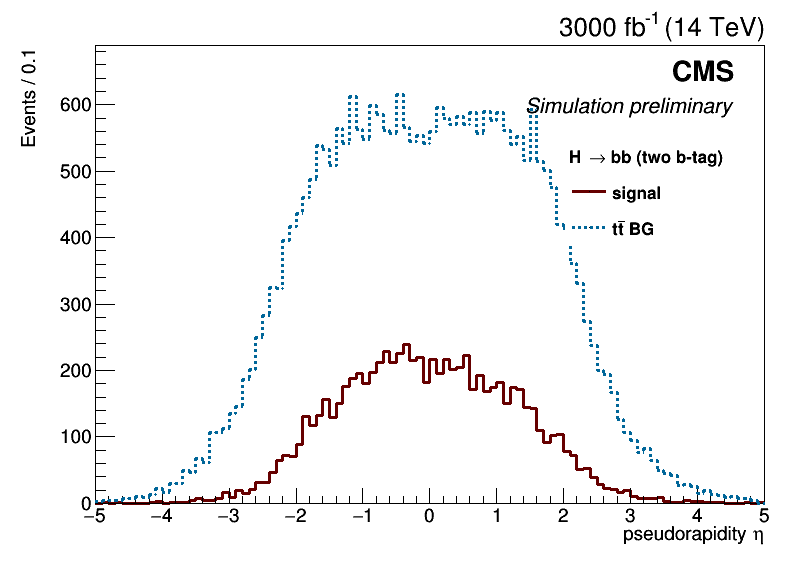 3000 fb⁻¹ (14 TeV)
CMS
Simulation preliminary
H → bb (two b-tag)
signal
tt̄ BG
Events / 0.1
600
500
400
300
200
100
0
−5 −4 −3 −2 −1 0 1 2 3 4 5
pseudorapidity η